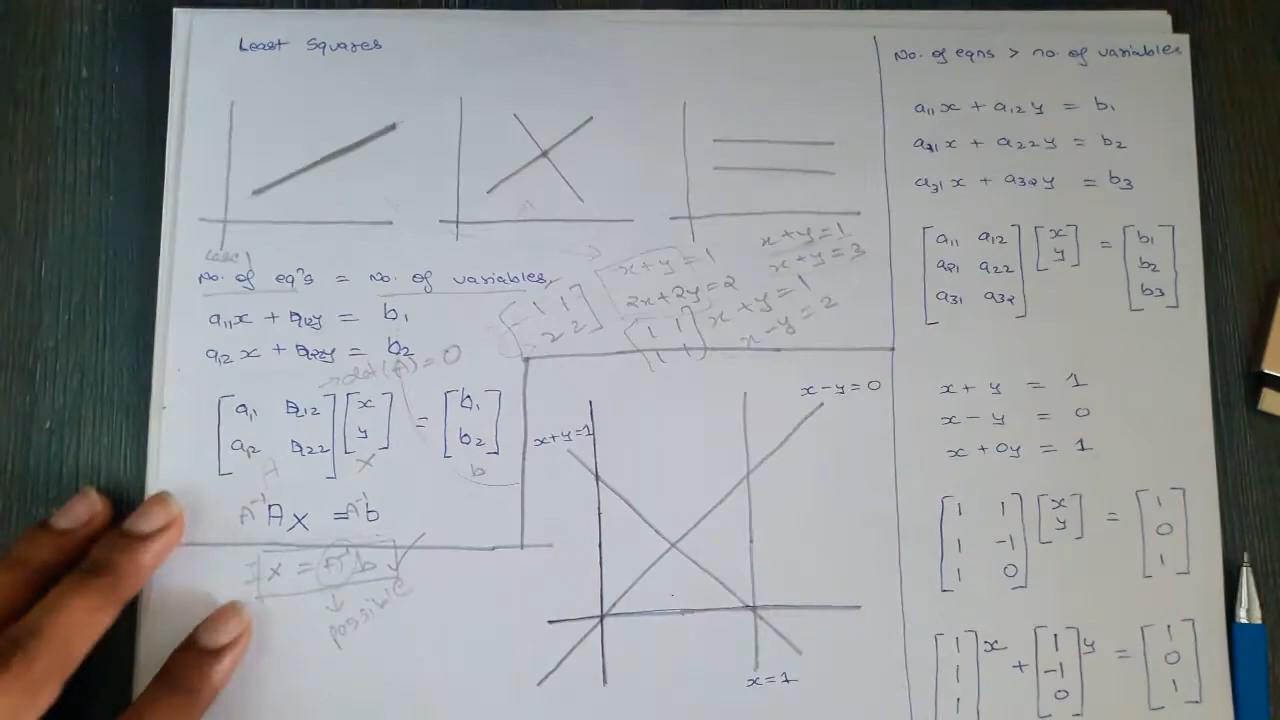 Least Squares
Case 1
No. of eqns = No. of variables
a11x + a12y = b1
a12x + a22y = b2
→ det(A) = 0
[a11 a12
a12 a22] [x
y] = [b1
b2]
A X b
A⁻¹AX = A⁻¹b
X = A⁻¹b
↓
possible
x+y=1
2x+2y=2
[1 1
2 2]
x+y=1
x+y=3
[1 1
1 1]
x+y=1
x-y=2
x+y=1
x-y=0
x=1
No. of eqns > no. of variables
a11x + a12y = b1
a21x + a22y = b2
a31x + a32y = b3
[a11 a12
a21 a22
a31 a32] [x
y] = [b1
b2
b3]
x + y = 1
x - y = 0
x + 0y = 1
[1 1
1 -1
1 0] [x
y] = [1
0
1]
[1
1
1]x + [1
-1
0]y = [1
0
1]